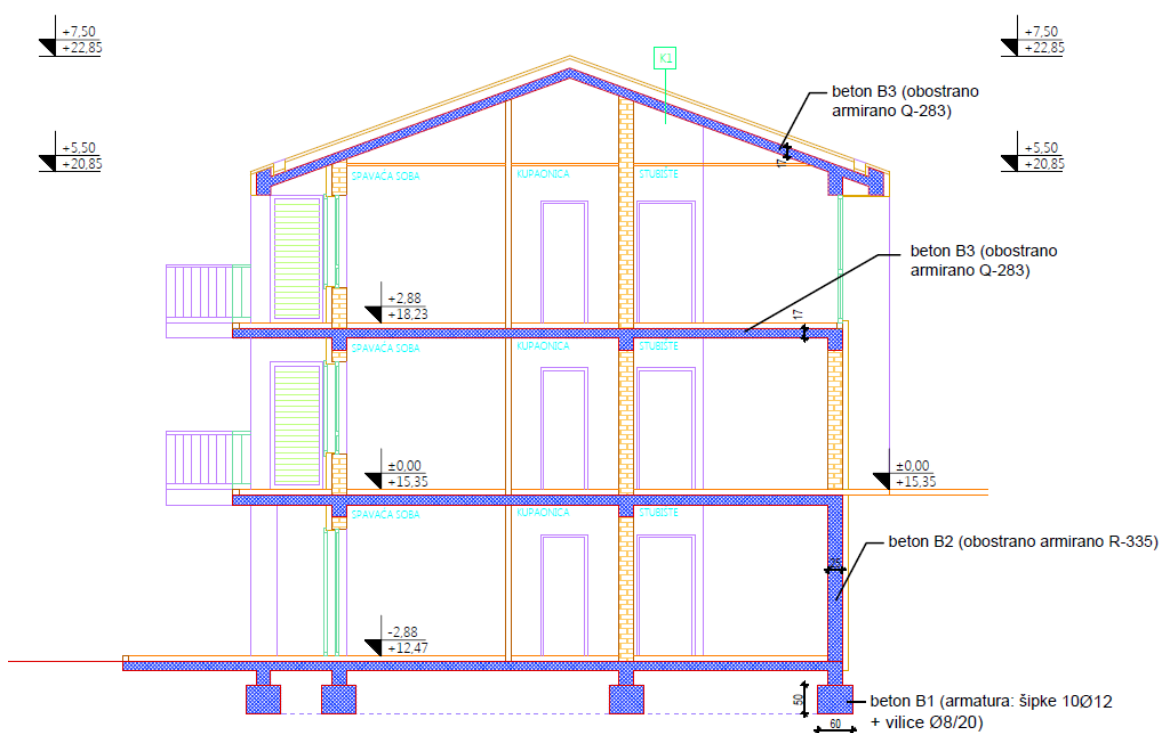 +7,50
+22,85
+7,50
+22,85
K1
beton B3 (obostrano
armirano Q-283)
+5,50
+20,85
+5,50
+20,85
17
SPAVAĆA SOBA
KUPAONICA
STUBIŠTE
beton B3 (obostrano
armirano Q-283)
+2,88
+18,23
17
SPAVAĆA SOBA
KUPAONICA
STUBIŠTE
±0,00
+15,35
±0,00
+15,35
SPAVAĆA SOBA
KUPAONICA
STUBIŠTE
beton B2 (obostrano armirano R-335)
-2,88
+12,47
50
beton B1 (armatura: šipke 10Ø12
+ vilice Ø8/20)
60